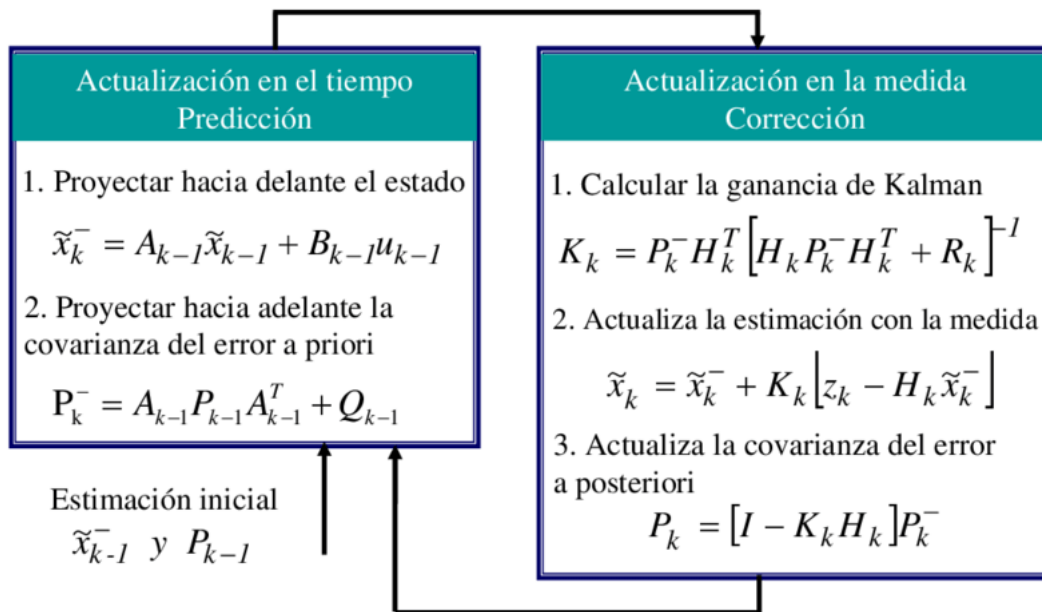 Actualización en el tiempo
Predicción
1. Proyectar hacia delante el estado
x̃ₖ⁻ = Aₖ₋₁x̃ₖ₋₁ + Bₖ₋₁uₖ₋₁
2. Proyectar hacia adelante la
covarianza del error a priori
Pₖ⁻ = Aₖ₋₁Pₖ₋₁Aᵀₖ₋₁ + Qₖ₋₁
Estimación inicial
x̃⁻ₖ₋₁ y Pₖ₋₁
Actualización en la medida
Corrección
1. Calcular la ganancia de Kalman
Kₖ = Pₖ⁻Hₖᵀ[HₖPₖ⁻Hₖᵀ + Rₖ]⁻¹
2. Actualiza la estimación con la medida
x̃ₖ = x̃ₖ⁻ + Kₖ⌊zₖ − Hₖx̃ₖ⁻⌋
3. Actualiza la covarianza del error
a posteriori
Pₖ = [I − KₖHₖ]Pₖ⁻